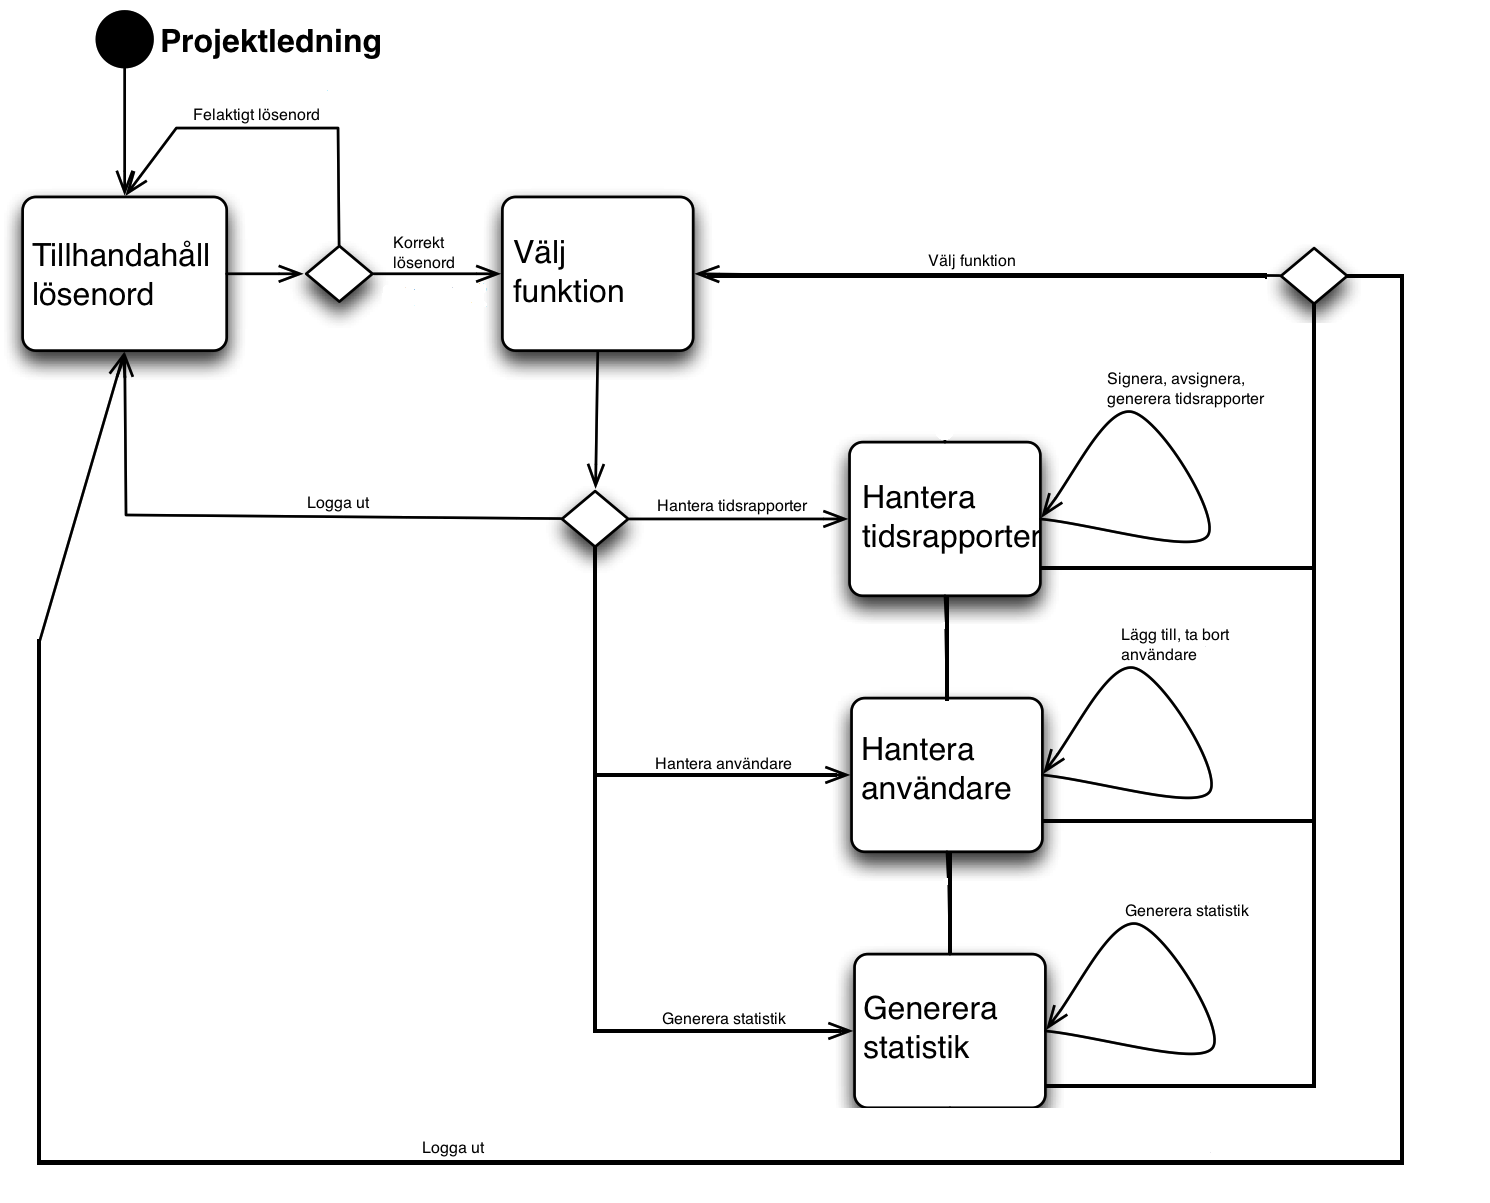 Projektledning
Felaktigt lösenord
Tillhandahåll
lösenord
Korrekt
lösenord
Välj
funktion
Välj funktion
Signera, avsignera,
generera tidsrapporter
Logga ut
Hantera tidsrapporter
Hantera
tidsrapporter
Lägg till, ta bort
användare
Hantera användare
Hantera
användare
Generera statistik
Generera statistik
Generera
statistik
Logga ut